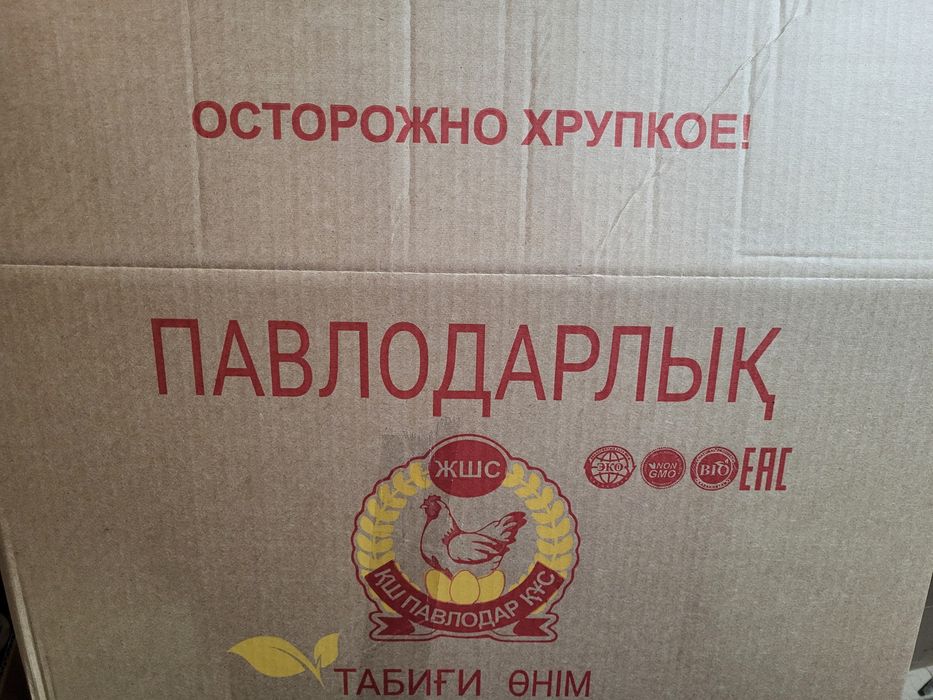 ОСТОРОЖНО ХРУПКОЕ!
ПАВЛОДАРЛЫҚ
ЖШС
ЭКО
NON
GMO
BIO
EAC
ҚШ ПАВЛОДАР ҚҰС
ТАБИҒИ ӨНІМ